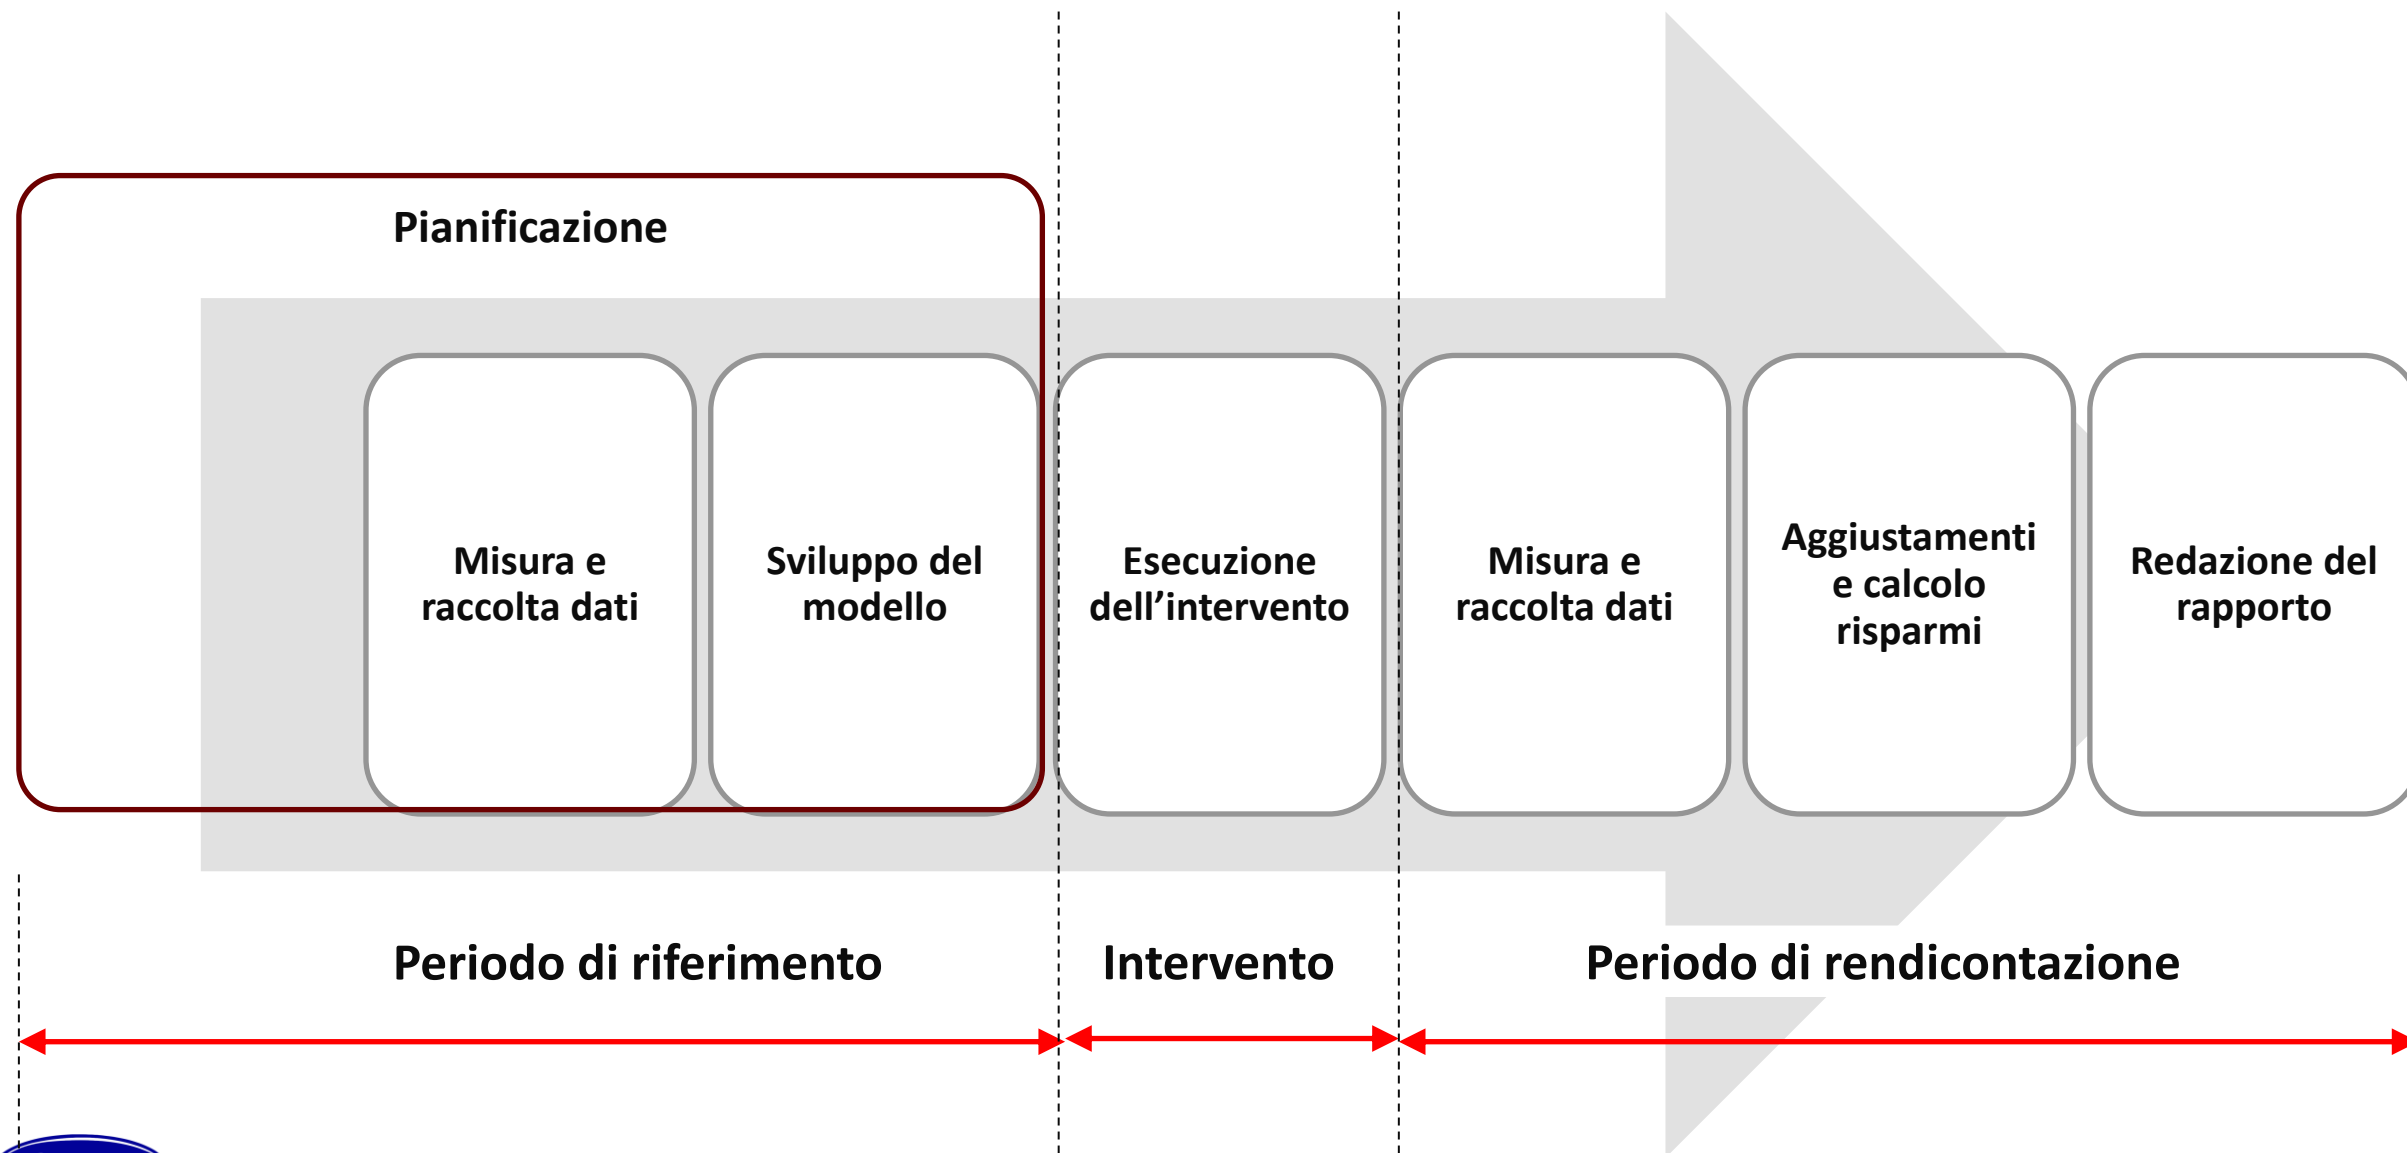 Pianificazione
Misura e
raccolta dati
Sviluppo del
modello
Esecuzione
dell’intervento
Misura e
raccolta dati
Aggiustamenti
e calcolo
risparmi
Redazione del
rapporto
Periodo di riferimento
Intervento
Periodo di rendicontazione